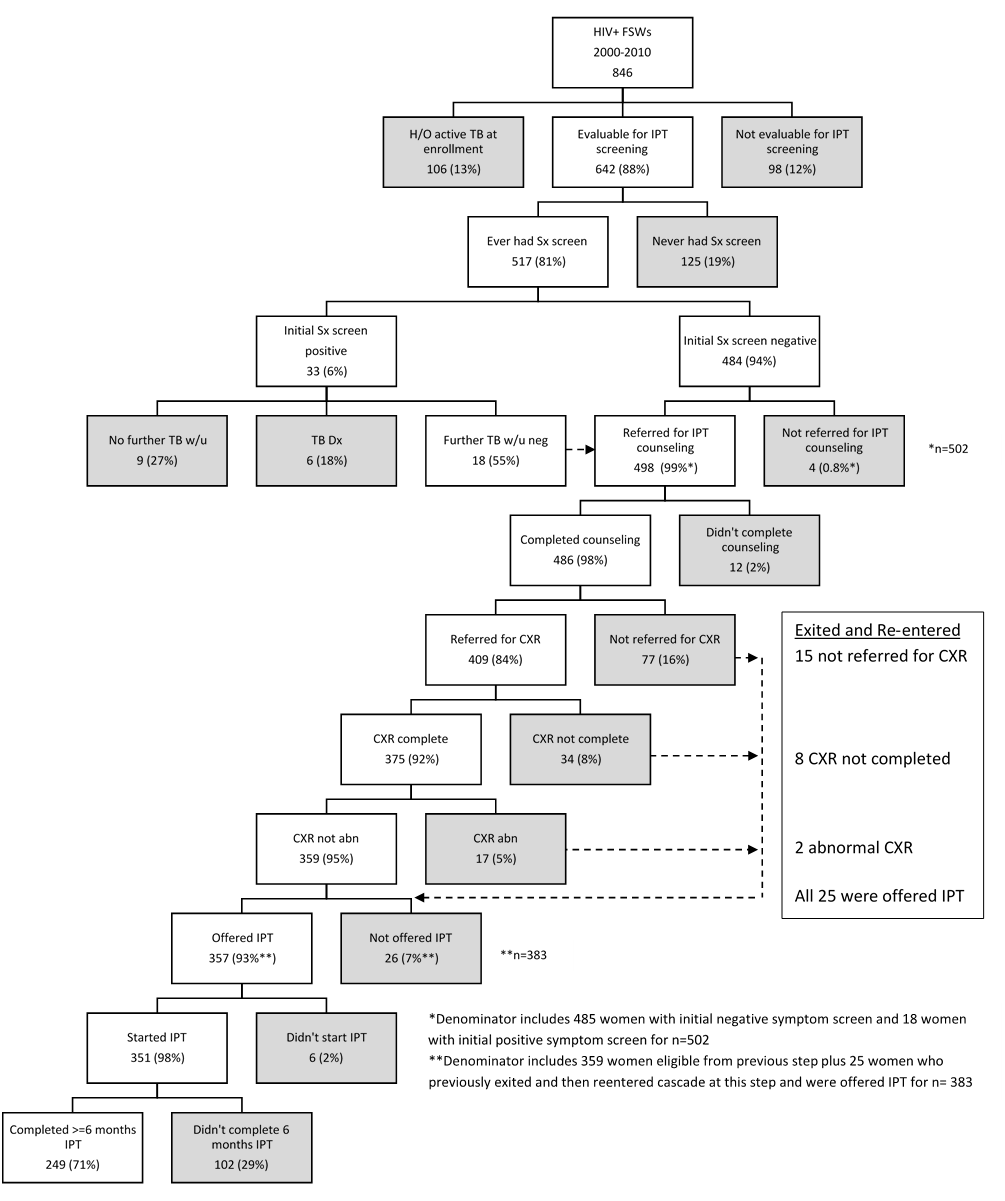 HIV+ FSWs
2000-2010
846
H/O active TB at
enrollment
106 (13%)
Evaluable for IPT
screening
642 (88%)
Not evaluable for IPT
screening
98 (12%)
Ever had Sx screen
517 (81%)
Never had Sx screen
125 (19%)
Initial Sx screen
positive
33 (6%)
Initial Sx screen negative
484 (94%)
No further TB w/u
9 (27%)
TB Dx
6 (18%)
Further TB w/u neg
18 (55%)
Referred for IPT
counseling
498 (99%*)
Not referred for IPT
counseling
4 (0.8%*)
*n=502
Completed counseling
486 (98%)
Didn't complete
counseling
12 (2%)
Referred for CXR
409 (84%)
Not referred for CXR
77 (16%)
Exited and Re-entered
15 not referred for CXR
CXR complete
375 (92%)
CXR not complete
34 (8%)
8 CXR not completed
CXR not abn
359 (95%)
CXR abn
17 (5%)
2 abnormal CXR
All 25 were offered IPT
Offered IPT
357 (93%**)
Not offered IPT
26 (7%**)
**n=383
Started IPT
351 (98%)
Didn't start IPT
6 (2%)
*Denominator includes 485 women with initial negative symptom screen and 18 women
with initial positive symptom screen for n=502
**Denominator includes 359 women eligible from previous step plus 25 women who
previously exited and then reentered cascade at this step and were offered IPT for n= 383
Completed >=6 months
IPT
249 (71%)
Didn't complete 6
months IPT
102 (29%)